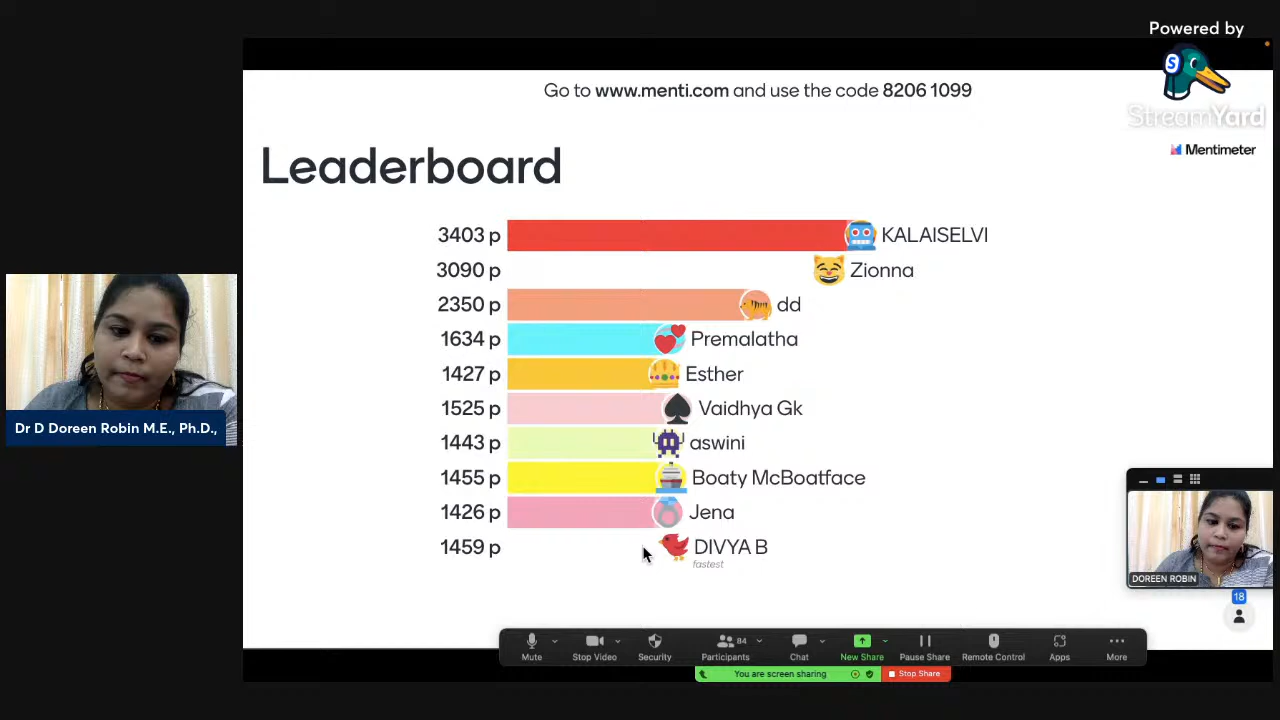 Powered by
S
StreamYard
Go to www.menti.com and use the code 8206 1099
Mentimeter
Leaderboard
3403 p KALAISELVI
3090 p Zionna
2350 p dd
1634 p Premalatha
1427 p Esther
1525 p Vaidhya Gk
1443 p aswini
1455 p Boaty McBoatface
1426 p Jena
1459 p DIVYA B
fastest
Dr D Doreen Robin M.E., Ph.D.,
DOREEN ROBIN
18
84
Mute Stop Video Security Participants Chat New Share Pause Share Remote Control Apps More
You are screen sharing Stop Share